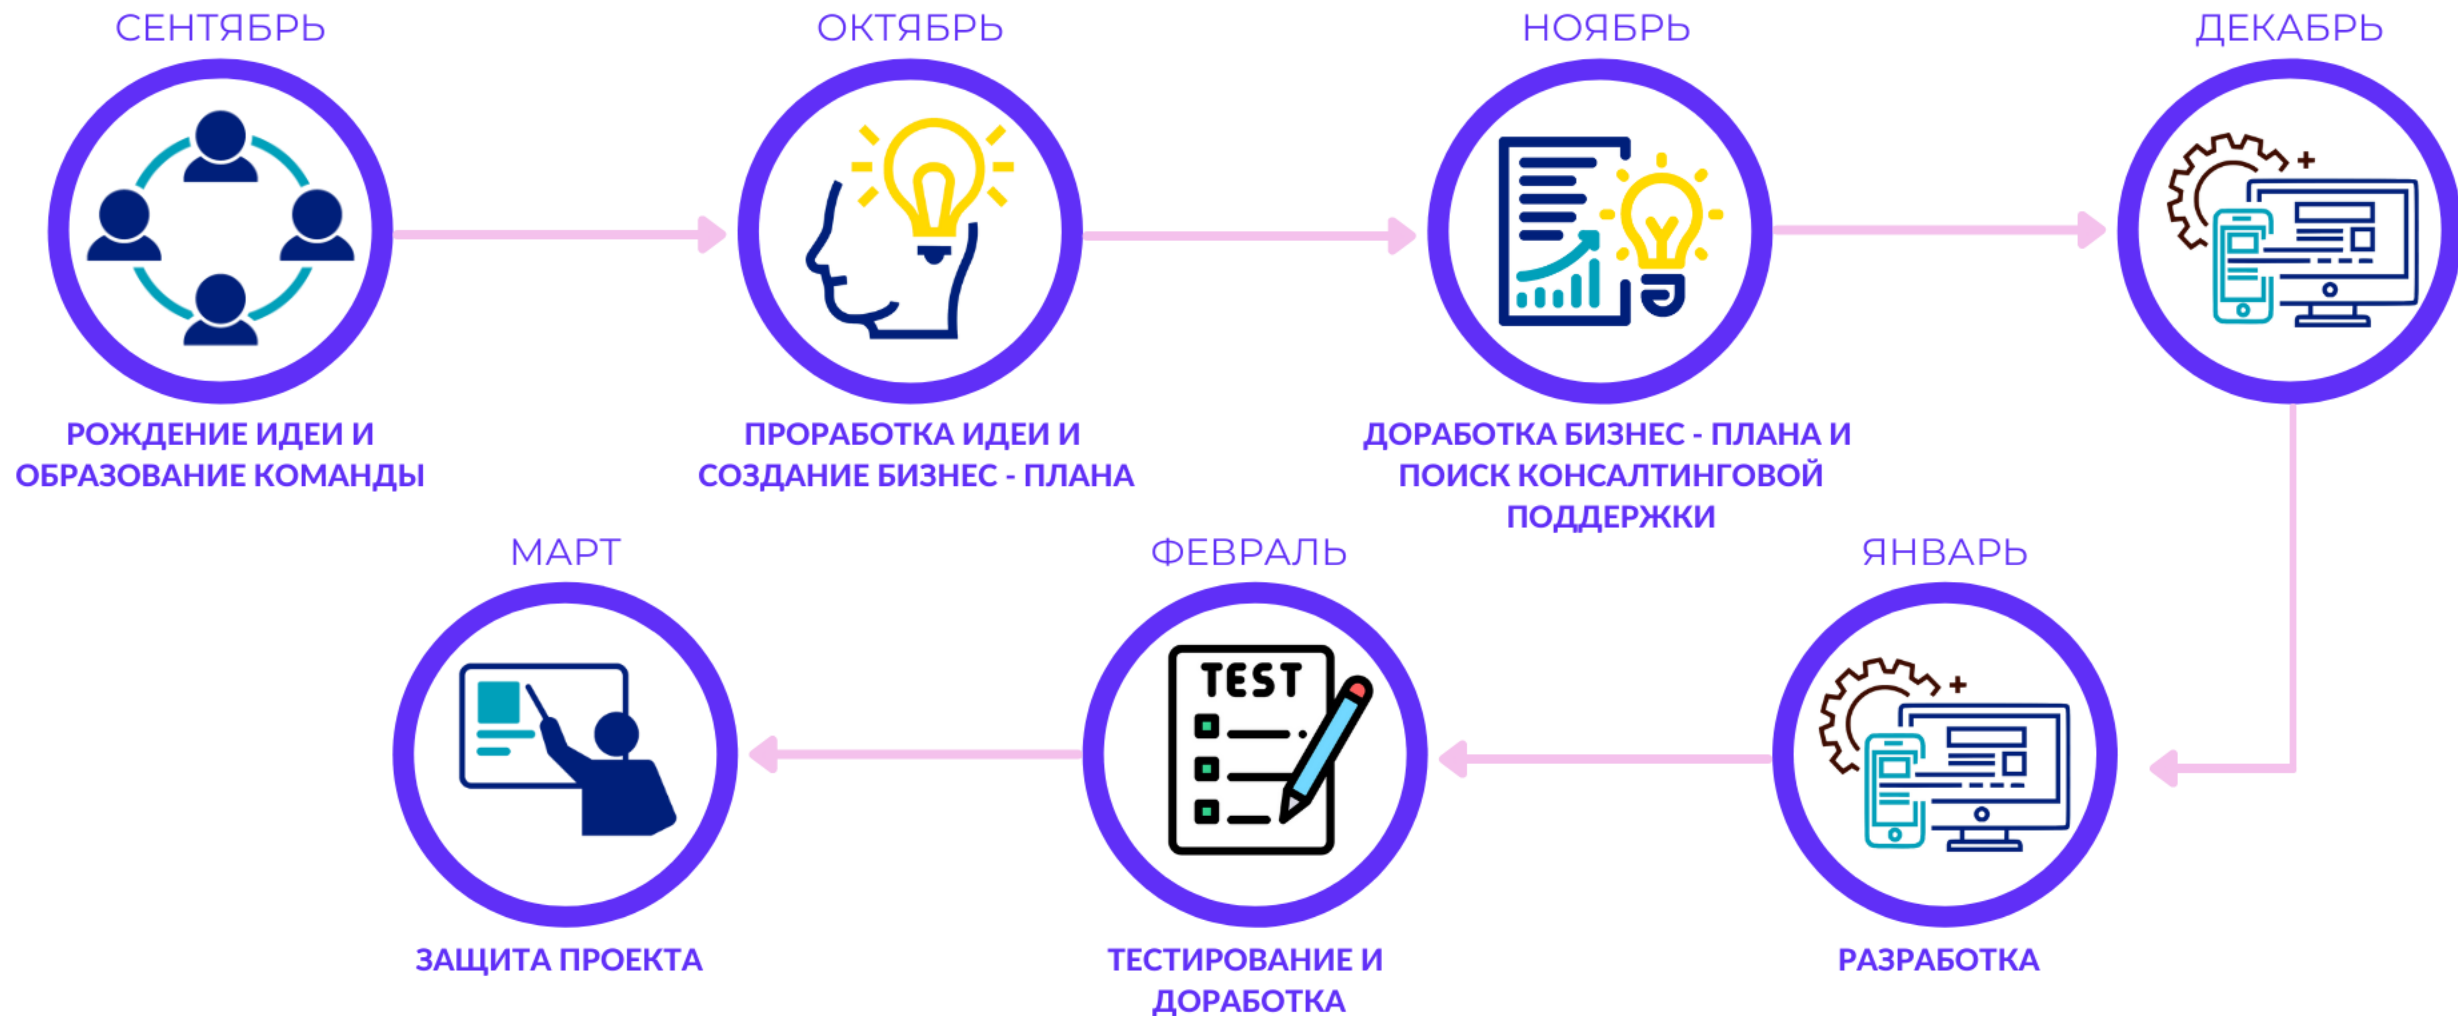 СЕНТЯБРЬ
ОКТЯБРЬ
НОЯБРЬ
ДЕКАБРЬ
РОЖДЕНИЕ ИДЕИ И
ОБРАЗОВАНИЕ КОМАНДЫ
ПРОРАБОТКА ИДЕИ И
СОЗДАНИЕ БИЗНЕС - ПЛАНА
ДОРАБОТКА БИЗНЕС - ПЛАНА И
ПОИСК КОНСАЛТИНГОВОЙ
ПОДДЕРЖКИ
МАРТ
ФЕВРАЛЬ
ЯНВАРЬ
TEST
ЗАЩИТА ПРОЕКТА
ТЕСТИРОВАНИЕ И
ДОРАБОТКА
РАЗРАБОТКА